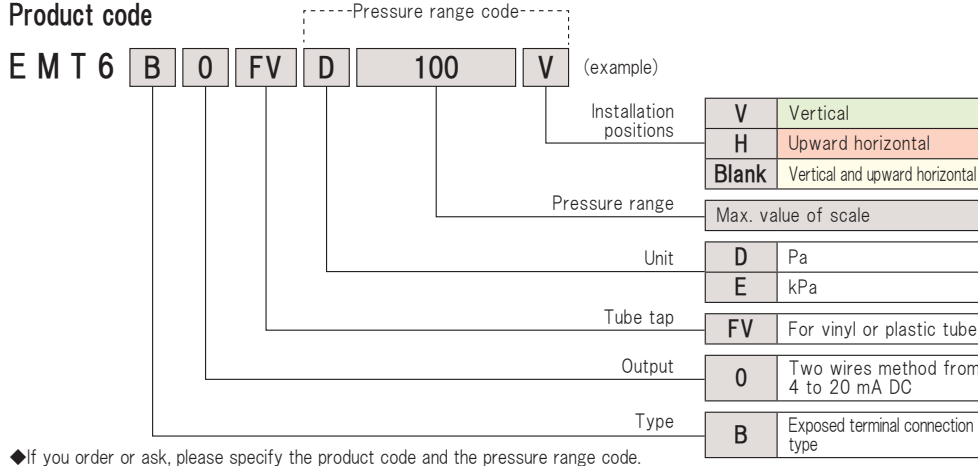 Product code
Pressure range code
EMT6 B 0 FV D 100 V (example)
Installation positions
V Vertical
H Upward horizontal
Blank Vertical and upward horizontal
Pressure range Max. value of scale
Unit
D Pa
E kPa
Tube tap FV For vinyl or plastic tube
Output 0 Two wires method from
4 to 20 mA DC
Type B Exposed terminal connection
type
◆If you order or ask, please specify the product code and the pressure range code.